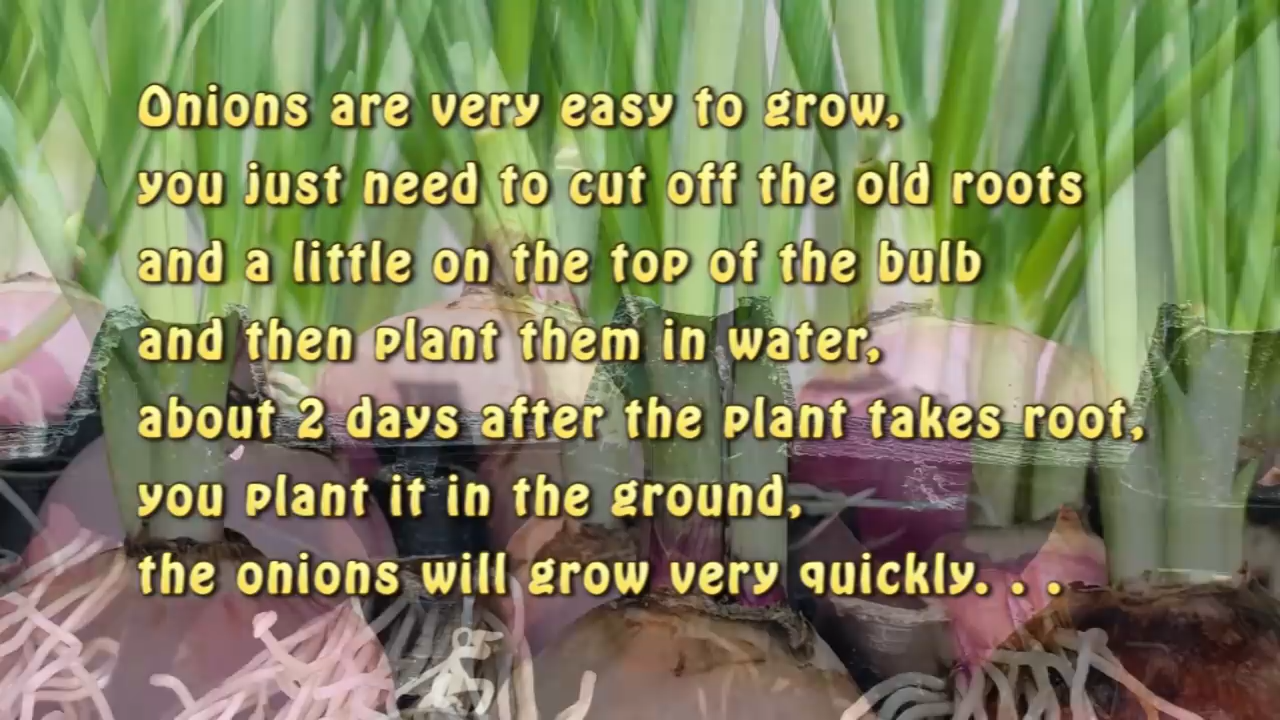 Onions are very easy to grow,
you just need to cut off the old roots
and a little on the top of the bulb
and then plant them in water,
about 2 days after the plant takes root,
you plant it in the ground,
the onions will grow very quickly. . .